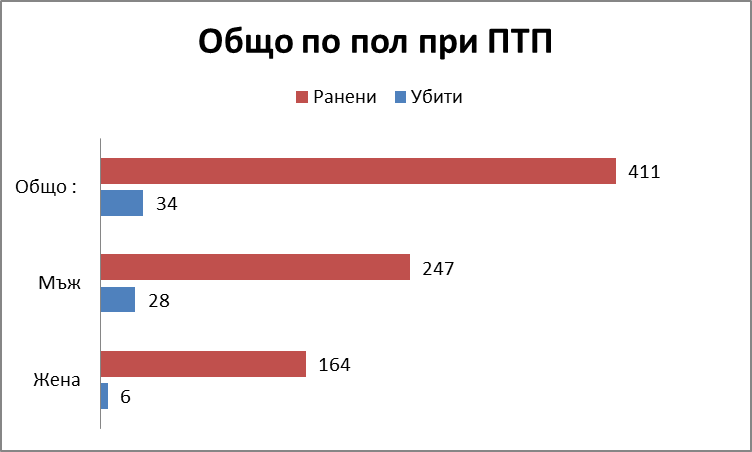 Общо по пол при ПТП
Ранени Убити
Общо :
411
34
Мъж
247
28
Жена
164
6